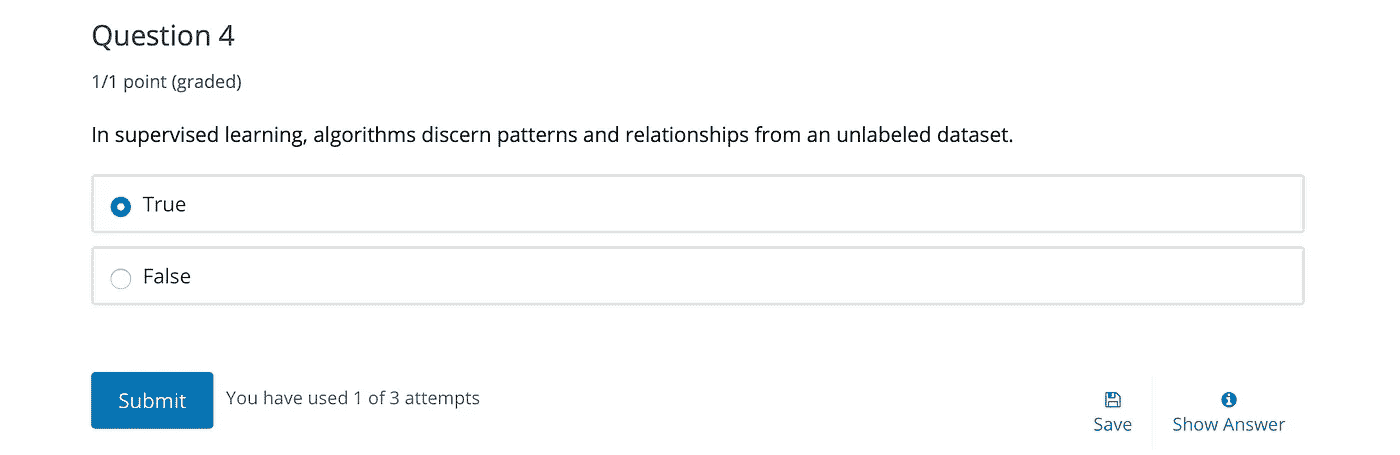 Question 4
1/1 point (graded)
In supervised learning, algorithms discern patterns and relationships from an unlabeled dataset.
True
False
Submit
You have used 1 of 3 attempts
Save
Show Answer